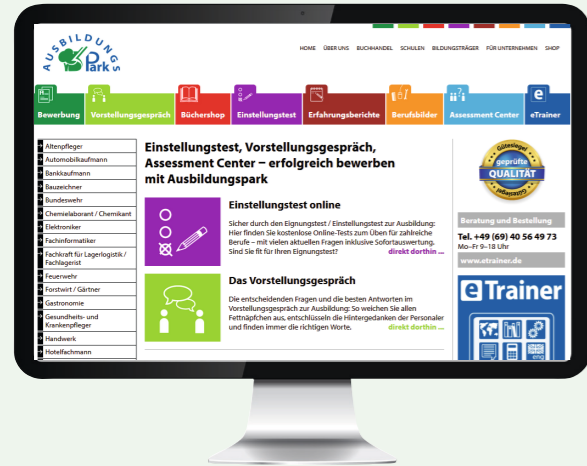 AUSBILDUNGS
Park
HOME ÜBER UNS BUCHHANDEL SCHULEN BILDUNGSTRÄGER FÜR UNTERNEHMEN SHOP
Bewerbung Vorstellungsgespräch Büchershop Einstellungstest Erfahrungsberichte Berufsbilder Assessment Center eTrainer
Altenpfleger
Automobilkaufmann
Bankkaufmann
Bauzeichner
Bundeswehr
Chemielaborant / Chemikant
Elektroniker
Fachinformatiker
Fachkraft für Lagerlogistik /
Fachlagerist
Feuerwehr
Forstwirt / Gärtner
Gastronomie
Gesundheits- und
Krankenpfleger
Handwerk
Hotelfachmann
Einstellungstest, Vorstellungsgespräch,
Assessment Center – erfolgreich bewerben
mit Ausbildungspark
Einstellungstest online
Sicher durch den Eignungstest / Einstellungstest zur Ausbildung:
Hier finden Sie kostenlose Online-Tests zum Üben für zahlreiche
Berufe – mit vielen aktuellen Fragen inklusive Sofortauswertung.
Sind Sie fit für Ihren Eignungstest? direkt dorthin ...
Das Vorstellungsgespräch
Die entscheidenden Fragen und die besten Antworten im
Vorstellungsgespräch zur Ausbildung: So weichen Sie allen
Fettnäpfchen aus, entschlüsseln die Hintergedanken der Personaler
und finden immer die richtigen Worte. direkt dorthin ...
Gütesiegel
geprüfte
QUALITÄT
Gütesiegel
Beratung und Bestellung
Tel. +49 (69) 40 56 49 73
Mo–Fr 9–18 Uhr
www.etrainer.de
e Trainer
eng